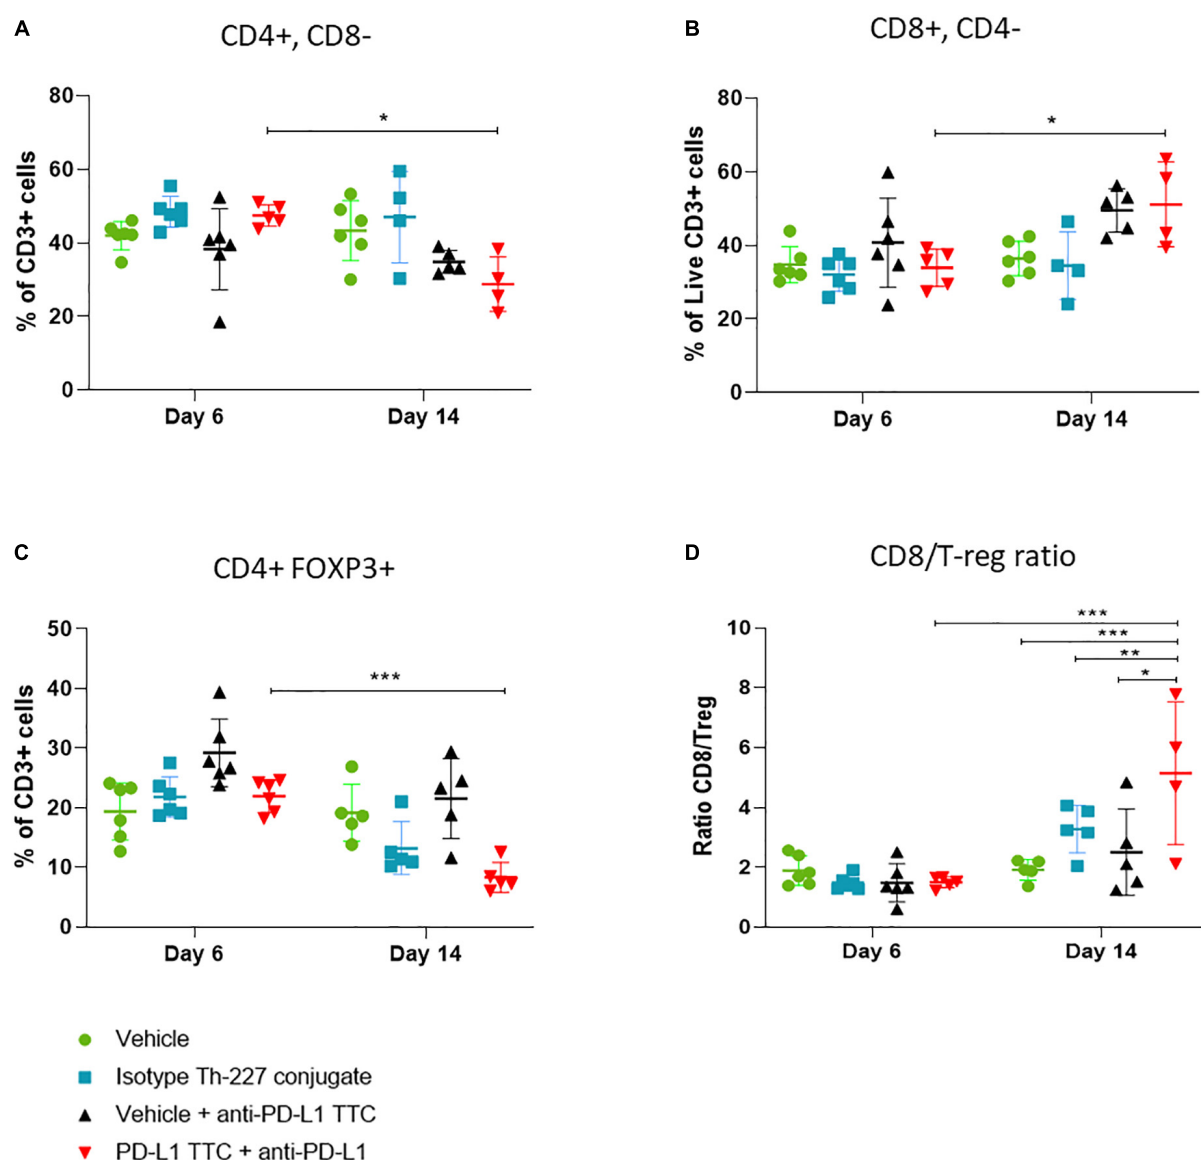 A
CD4+, CD8-
% of CD3+ cells
80
60
40
20
0
*
Day 6
Day 14
B
CD8+, CD4-
% of Live CD3+ cells
80
60
40
20
0
*
Day 6
Day 14
C
CD4+ FOXP3+
% of CD3+ cells
50
40
30
20
10
0
***
Day 6
Day 14
D
CD8/T-reg ratio
Ratio CD8/Treg
10
8
6
4
2
0
***
***
**
*
Day 6
Day 14
Vehicle
Isotype Th-227 conjugate
Vehicle + anti-PD-L1 TTC
PD-L1 TTC + anti-PD-L1